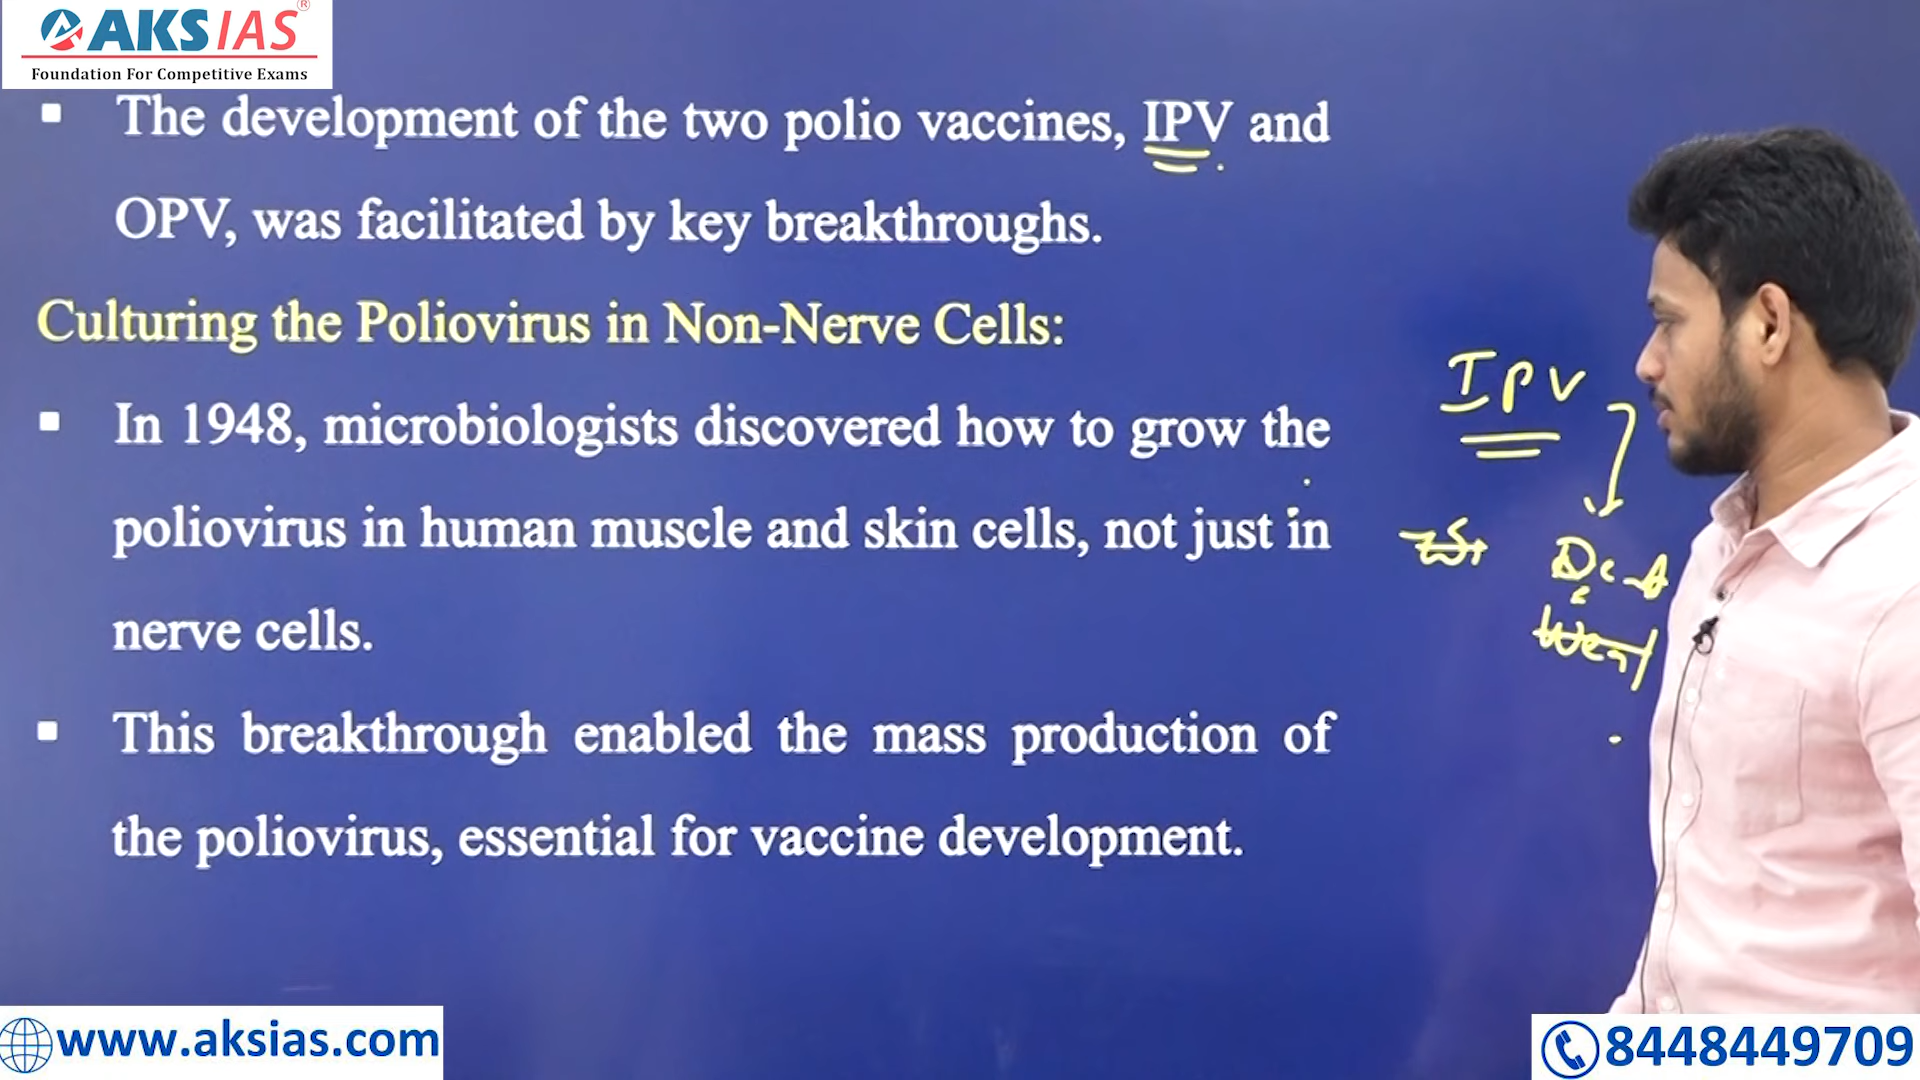 AKS IAS®
Foundation For Competitive Exams
▪ The development of the two polio vaccines, IPV and
OPV, was facilitated by key breakthroughs.
Culturing the Poliovirus in Non-Nerve Cells:
▪ In 1948, microbiologists discovered how to grow the
poliovirus in human muscle and skin cells, not just in
nerve cells.
▪ This breakthrough enabled the mass production of
the poliovirus, essential for vaccine development.
IPV
www.aksias.com
8448449709